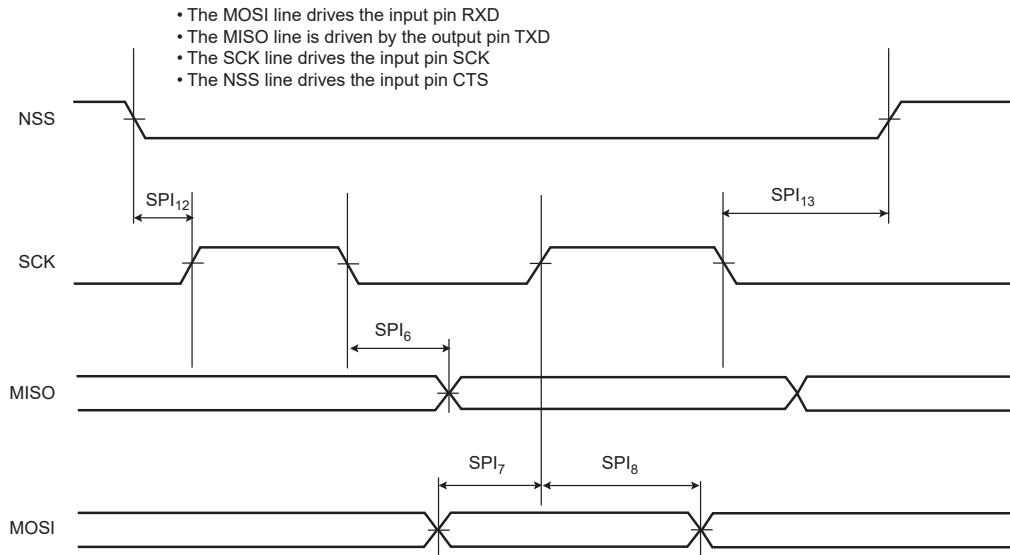 • The MOSI line drives the input pin RXD
• The MISO line is driven by the output pin TXD
• The SCK line drives the input pin SCK
• The NSS line drives the input pin CTS
NSS
SPI₁₂
SPI₁₃
SCK
SPI₆
MISO
SPI₇
SPI₈
MOSI